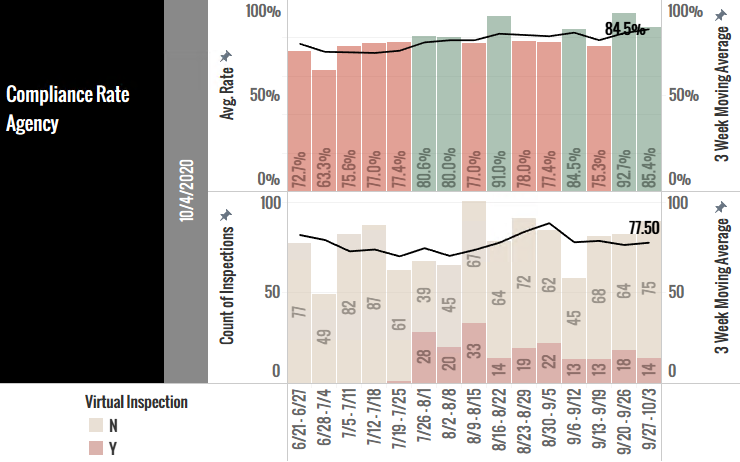 Compliance Rate
Agency
10/4/2020
Avg. Rate
100%
50%
0%
72.7%
63.3%
75.6%
77.0%
77.4%
80.6%
80.0%
77.0%
91.0%
78.0%
77.4%
84.5%
75.3%
92.7%
85.4%
84.5%
100%
50%
0%
3 Week Moving Average
Count of Inspections
100
50
0
77
49
82
87
61
39
28
45
20
67
33
64
14
72
19
62
22
45
13
68
13
64
18
75
14
77.50
100
50
0
3 Week Moving Average
6/21 - 6/27
6/28 - 7/4
7/5 - 7/11
7/12 - 7/18
7/19 - 7/25
7/26 - 8/1
8/2 - 8/8
8/9 - 8/15
8/16 - 8/22
8/23 - 8/29
8/30 - 9/5
9/6 - 9/12
9/13 - 9/19
9/20 - 9/26
9/27 - 10/3
Virtual Inspection
N
Y